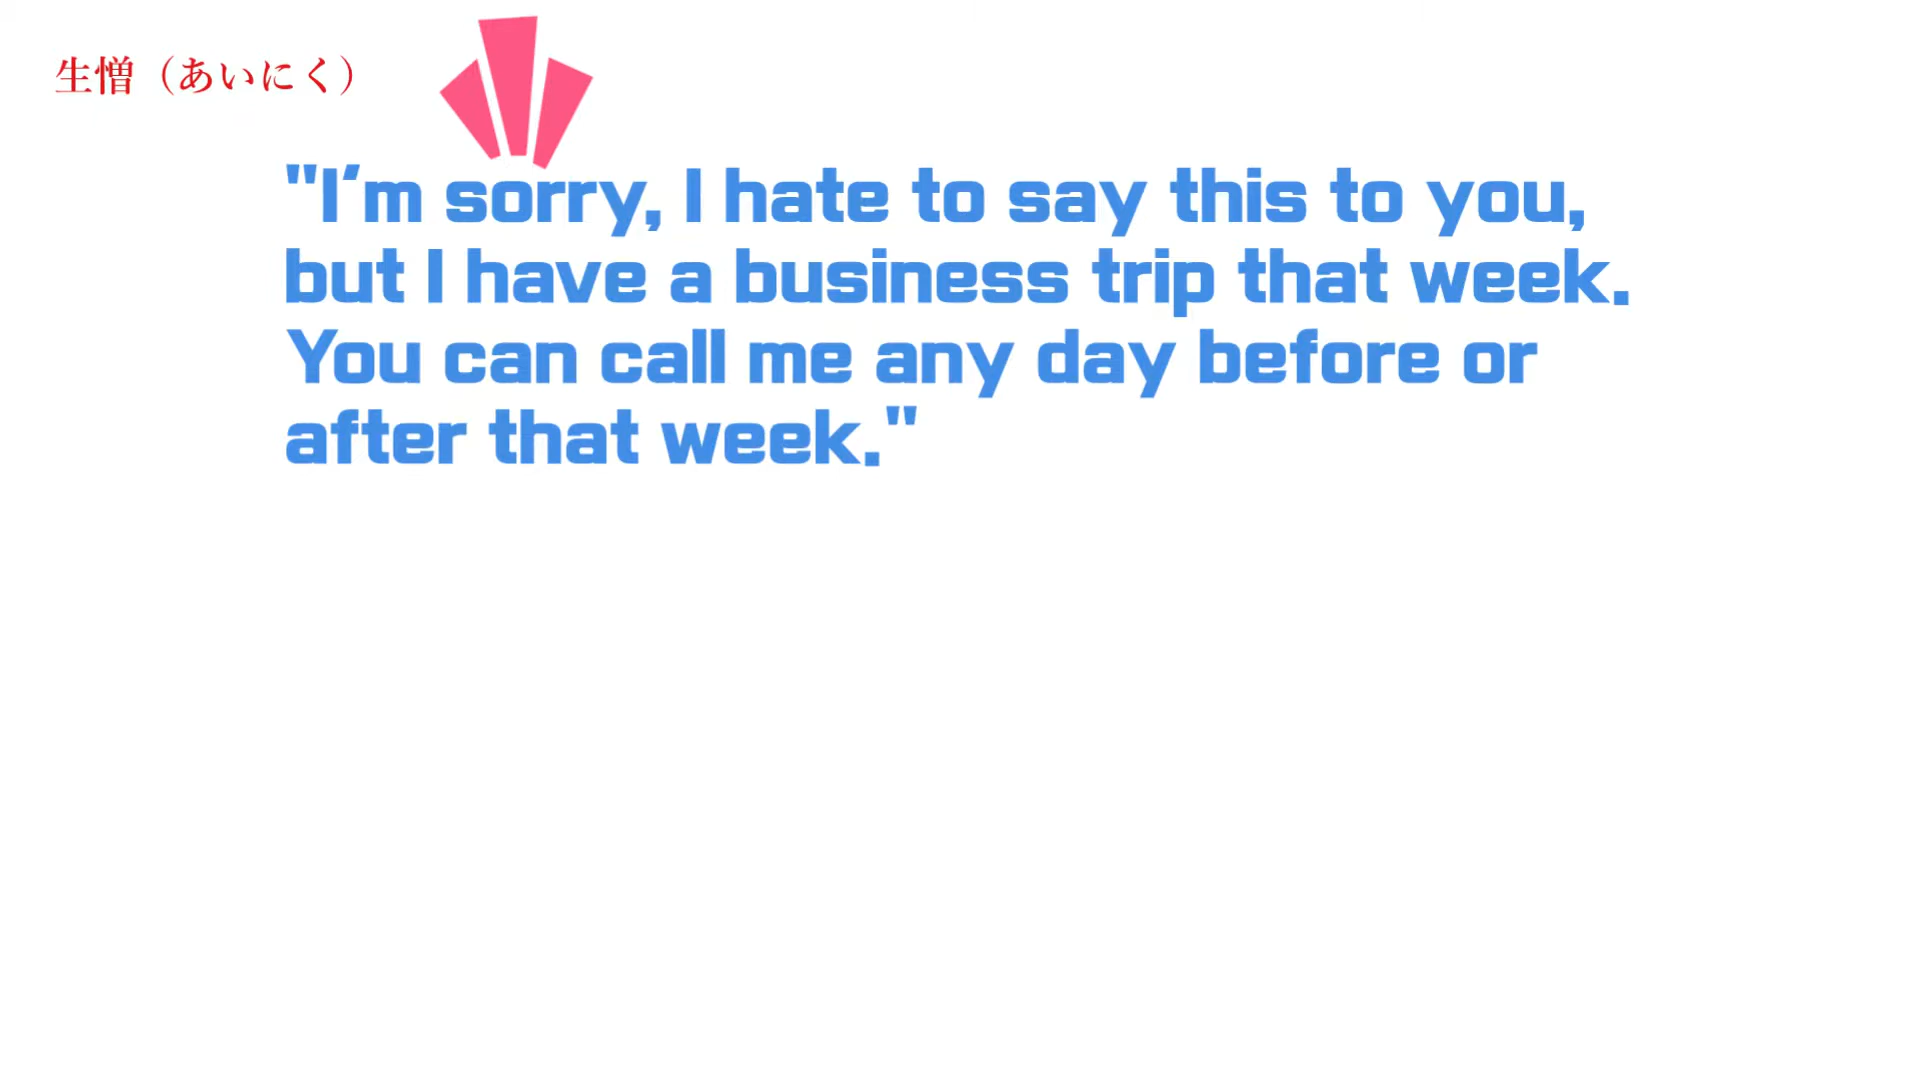 生憎（あいにく）
"I'm sorry, I hate to say this to you,
but I have a business trip that week.
You can call me any day before or
after that week."